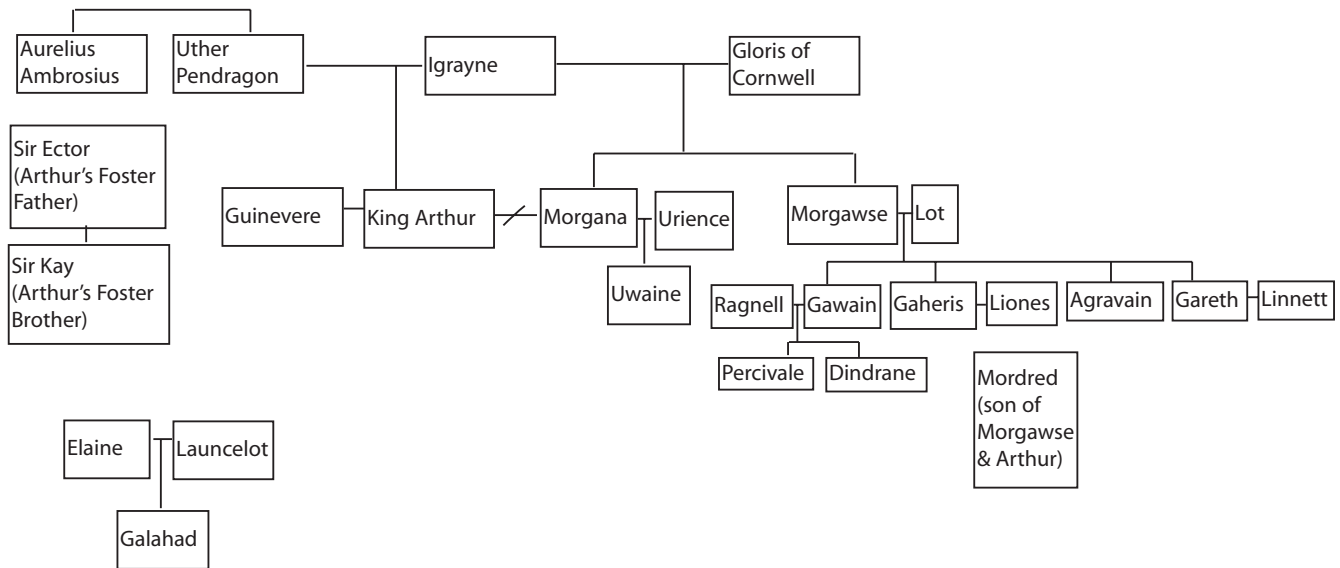 Aurelius
Ambrosius
Uther
Pendragon
Igrayne
Gloris of
Cornwell
Sir Ector
(Arthur's Foster
Father)
Guinevere
King Arthur
Morgana
Urience
Morgawse
Lot
Sir Kay
(Arthur's Foster
Brother)
Uwaine
Ragnell
Gawain
Gaheris
Liones
Agravain
Gareth
Linnett
Percivale
Dindrane
Mordred
(son of
Morgawse
& Arthur)
Elaine
Launcelot
Galahad